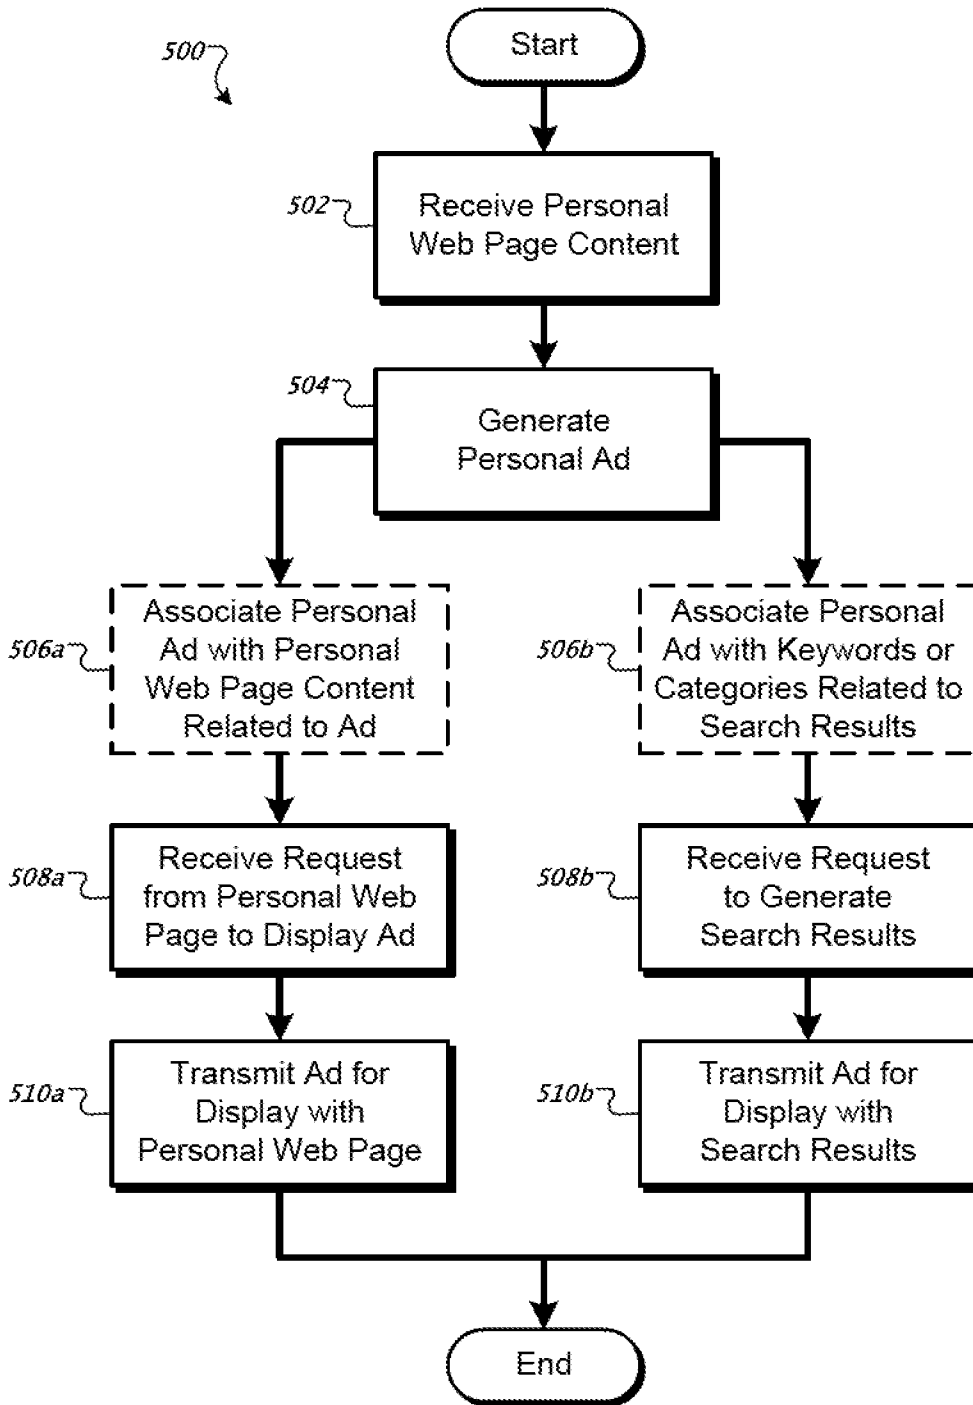 500
Start
502
Receive Personal
Web Page Content
504
Generate
Personal Ad
506a
Associate Personal
Ad with Personal
Web Page Content
Related to Ad
506b
Associate Personal
Ad with Keywords or
Categories Related to
Search Results
508a
Receive Request
from Personal Web
Page to Display Ad
508b
Receive Request
to Generate
Search Results
510a
Transmit Ad for
Display with
Personal Web Page
510b
Transmit Ad for
Display with
Search Results
End